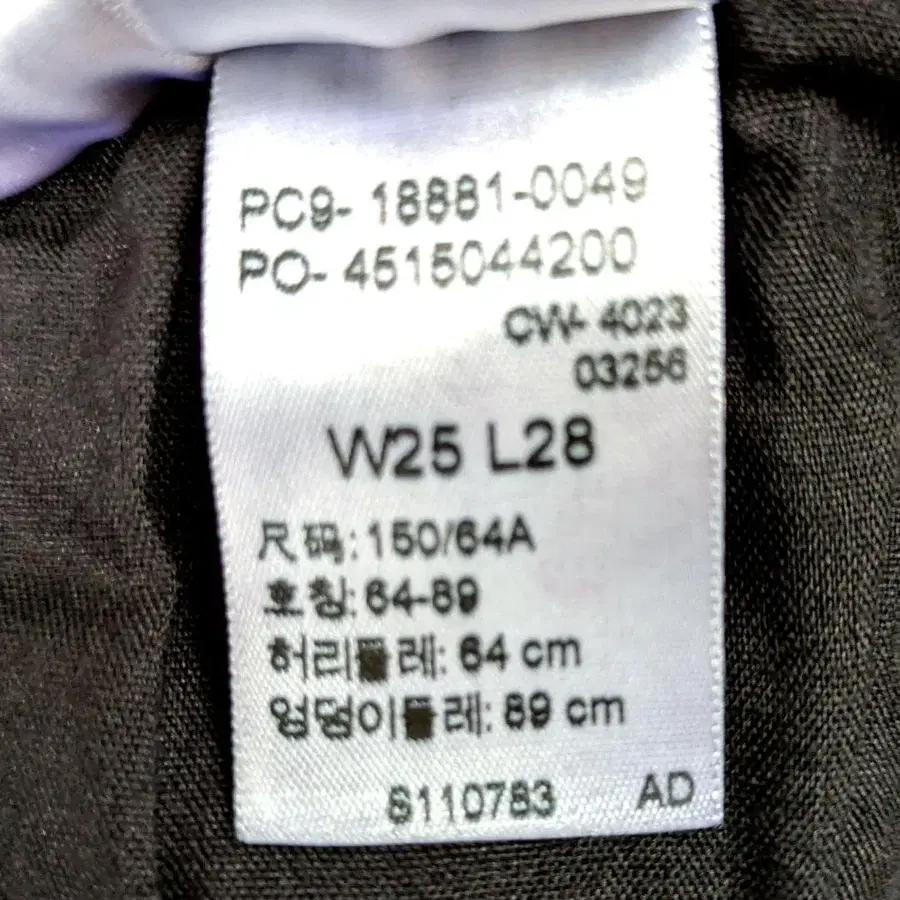 PC9- 18881-0049
PO- 4515044200
CW- 4023
03256
W25 L28
尺码: 150/64A
호칭: 64-89
허리둘레: 64 cm
엉덩이둘레: 89 cm
S110783 AD